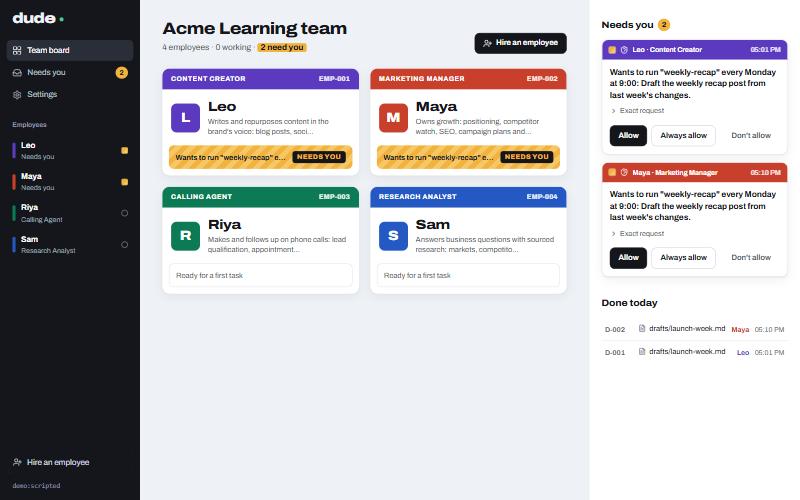 dude
Team board
Needs you
2
Settings
Employees
Leo
Needs you
Maya
Needs you
Riya
Calling Agent
Sam
Research Analyst
Hire an employee
demo:scripted
Acme Learning team
4 employees · 0 working · 2 need you
Hire an employee
CONTENT CREATOR EMP-001
L
Leo
Writes and repurposes content in the
brand's voice: blog posts, soci...
Wants to run "weekly-recap" e... NEEDS YOU
MARKETING MANAGER EMP-002
M
Maya
Owns growth: positioning, competitor
watch, SEO, campaign plans and...
Wants to run "weekly-recap" e... NEEDS YOU
CALLING AGENT EMP-003
R
Riya
Makes and follows up on phone calls: lead
qualification, appointment...
Ready for a first task
RESEARCH ANALYST EMP-004
S
Sam
Answers business questions with sourced
research: markets, competito...
Ready for a first task
Needs you 2
Leo · Content Creator 05:01 PM
Wants to run "weekly-recap" every Monday
at 9:00: Draft the weekly recap post from
last week's changes.
Exact request
Allow Always allow Don't allow
Maya · Marketing Manager 05:10 PM
Wants to run "weekly-recap" every Monday
at 9:00: Draft the weekly recap post from
last week's changes.
Exact request
Allow Always allow Don't allow
Done today
D-002 drafts/launch-week.md Maya 05:10 PM
D-001 drafts/launch-week.md Leo 05:01 PM